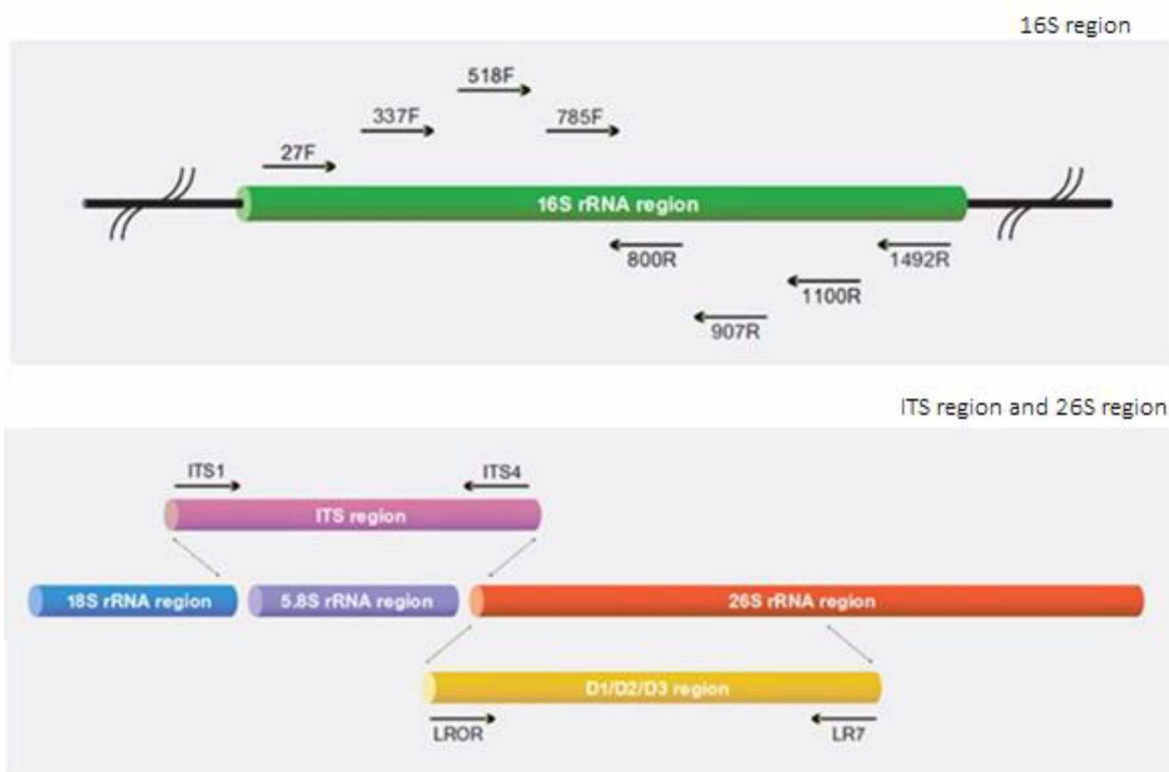 16S region
518F
337F
785F
27F
16S rRNA region
800R
1492R
1100R
907R
ITS region and 26S region
ITS1
ITS4
ITS region
18S rRNA region
5.8S rRNA region
26S rRNA region
D1/D2/D3 region
LROR
LR7